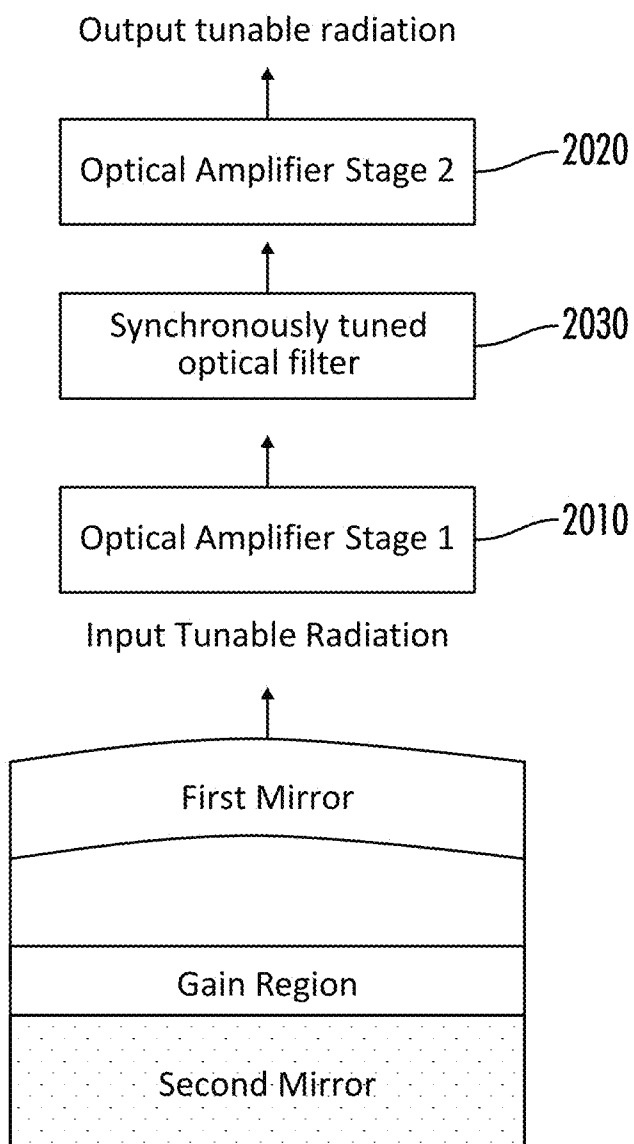 Output tunable radiation
Optical Amplifier Stage 2
2020
Synchronously tuned
optical filter
2030
Optical Amplifier Stage 1
2010
Input Tunable Radiation
First Mirror
Gain Region
Second Mirror